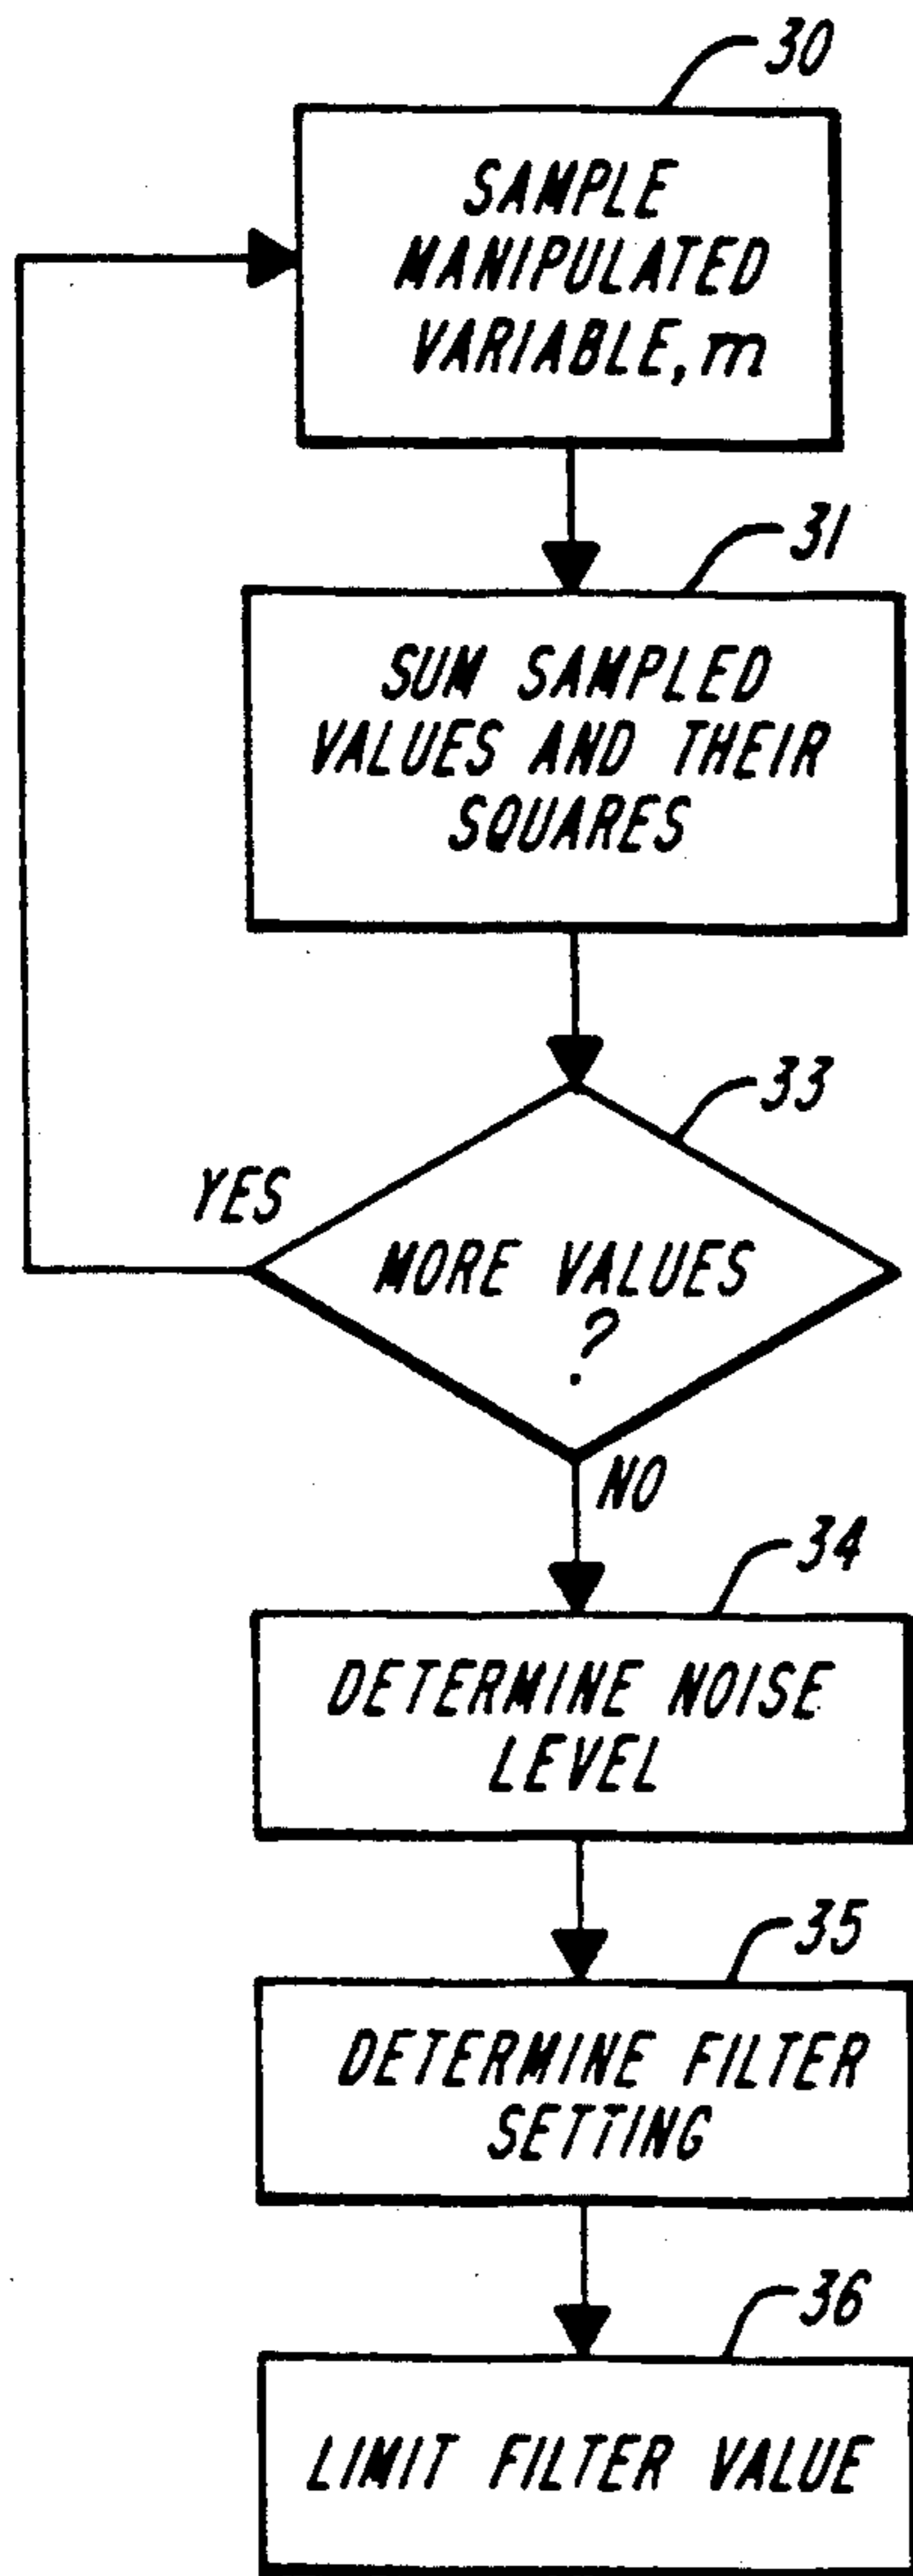 30
SAMPLE
MANIPULATED
VARIABLE, m
31
SUM SAMPLED
VALUES AND THEIR
SQUARES
33
YES
MORE VALUES
?
NO
34
DETERMINE NOISE
LEVEL
35
DETERMINE FILTER
SETTING
36
LIMIT FILTER VALUE